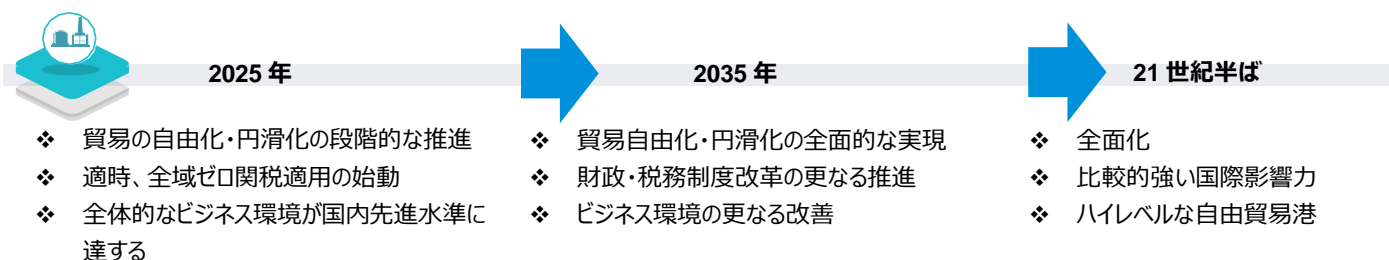 2025 年
❖ 貿易の自由化・円滑化の段階的な推進
❖ 適時、全域ゼロ関税適用の始動
❖ 全体的なビジネス環境が国内先進水準に
達する
2035 年
❖ 貿易自由化・円滑化の全面的な実現
❖ 財政・税務制度改革の更なる推進
❖ ビジネス環境の更なる改善
21 世紀半ば
❖ 全面化
❖ 比較的強い国際影響力
❖ ハイレベルな自由貿易港